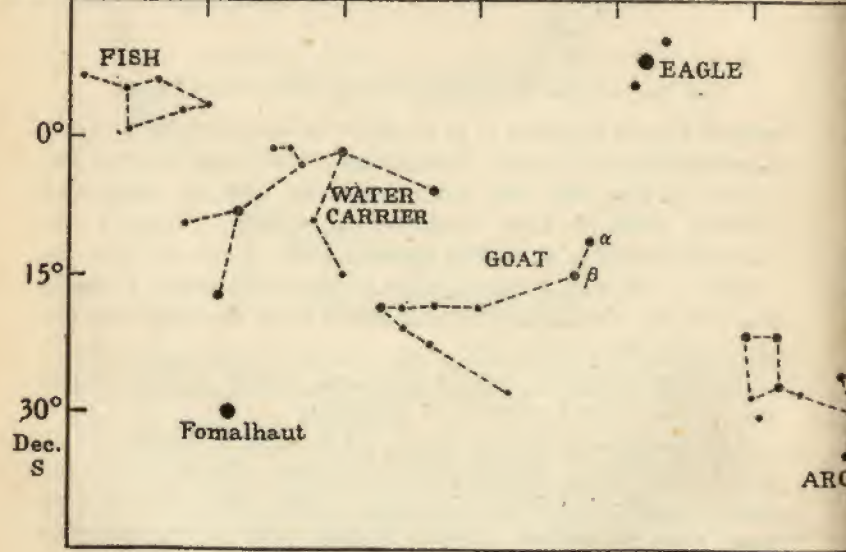 FISH
EAGLE
0°
WATER
CARRIER
GOAT
α
15°
β
30°
Fomalhaut
Dec.
S
ARC